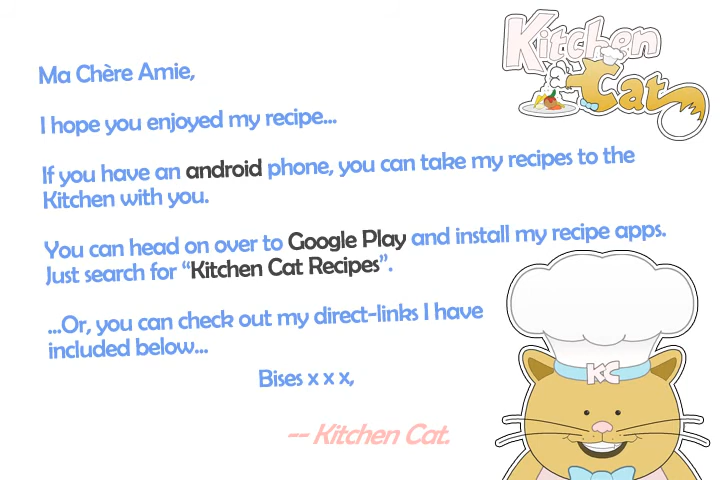 Kitchen
Cat
Ma Chère Amie,
I hope you enjoyed my recipe...
If you have an android phone, you can take my recipes to the
Kitchen with you.
You can head on over to Google Play and install my recipe apps.
Just search for “Kitchen Cat Recipes”.
...Or, you can check out my direct-links I have
included below...
Bises x x x,
-- Kitchen Cat.
KC